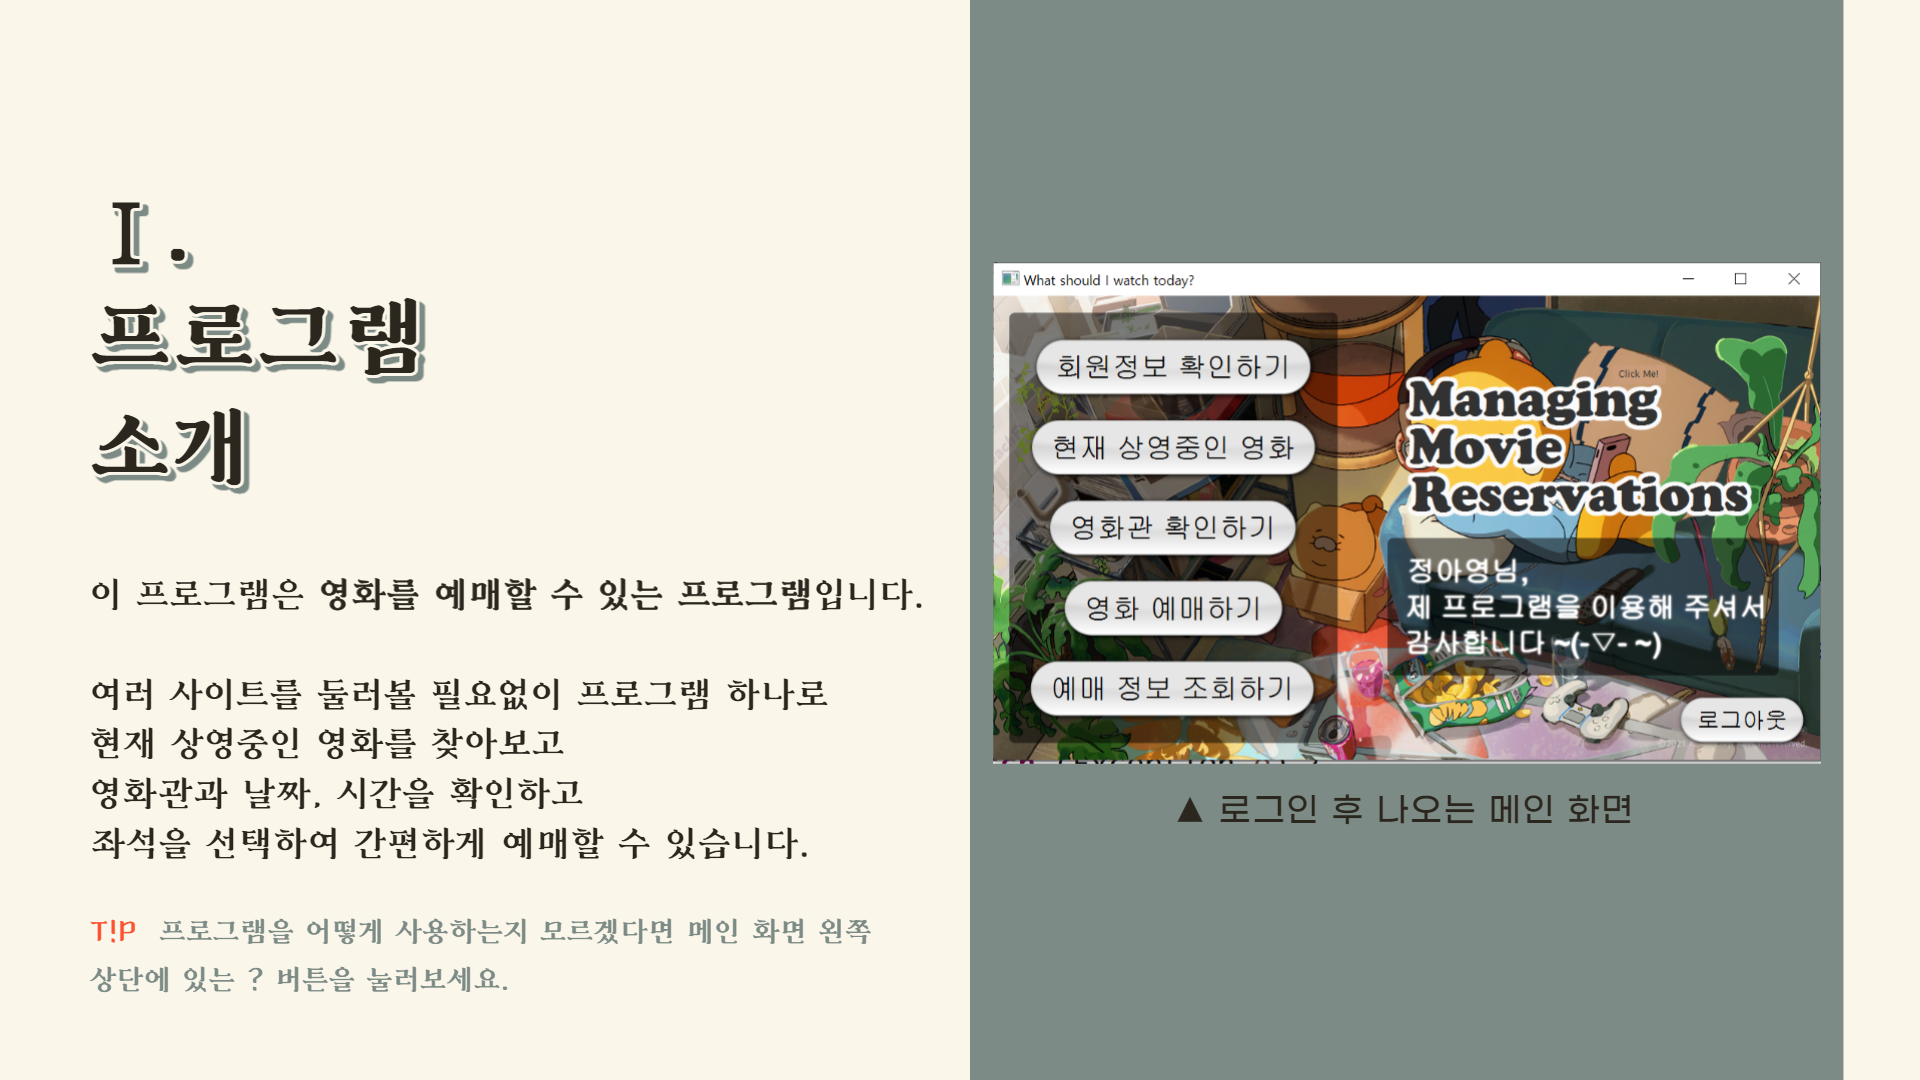 I.
프로그램
소개
이 프로그램은 영화를 예매할 수 있는 프로그램입니다.
여러 사이트를 둘러볼 필요없이 프로그램 하나로
현재 상영중인 영화를 찾아보고
영화관과 날짜, 시간을 확인하고
좌석을 선택하여 간편하게 예매할 수 있습니다.
T!P 프로그램을 어떻게 사용하는지 모르겠다면 메인 화면 왼쪽
상단에 있는 ? 버튼을 눌러보세요.
What should I watch today?
회원정보 확인하기
현재 상영중인 영화
영화관 확인하기
영화 예매하기
예매 정보 조회하기
Click Me!
Managing
Movie
Reservations
정아영님,
제 프로그램을 이용해 주셔서
감사합니다 ~(-▽- ~)
로그아웃
▲ 로그인 후 나오는 메인 화면